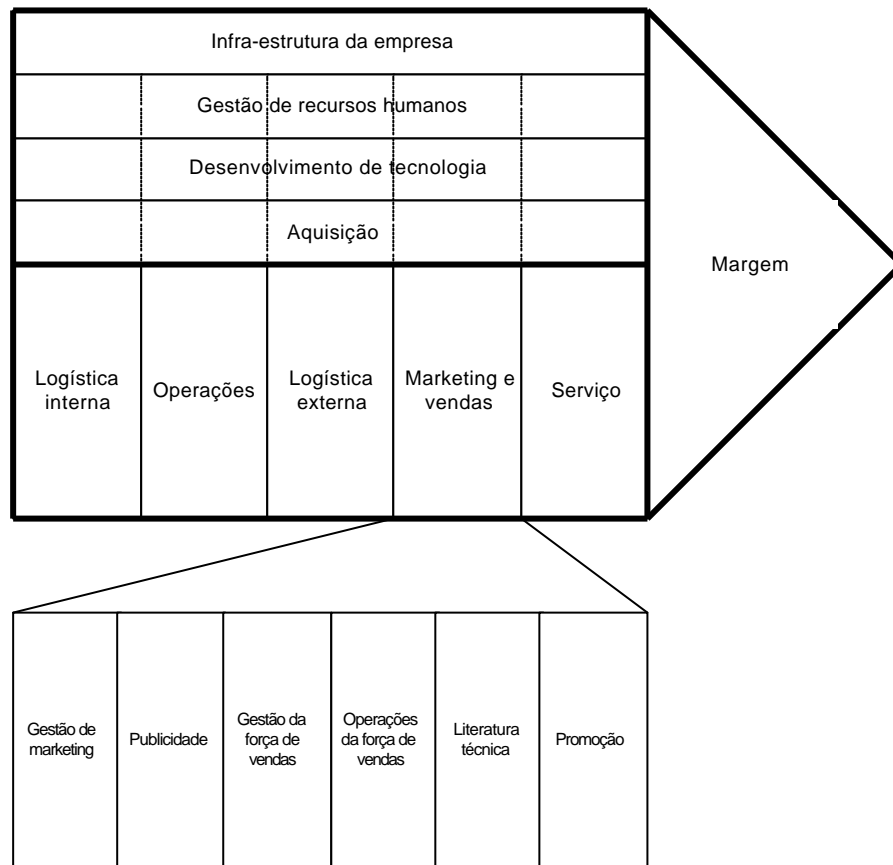 Infra-estrutura da empresa
Gestão de recursos humanos
Desenvolvimento de tecnologia
Aquisição
Margem
Logística
interna
Operações
Logística
externa
Marketing e
vendas
Serviço
Gestão de
marketing
Publicidade
Gestão da
força de
vendas
Operações
da força de
vendas
Literatura
técnica
Promoção